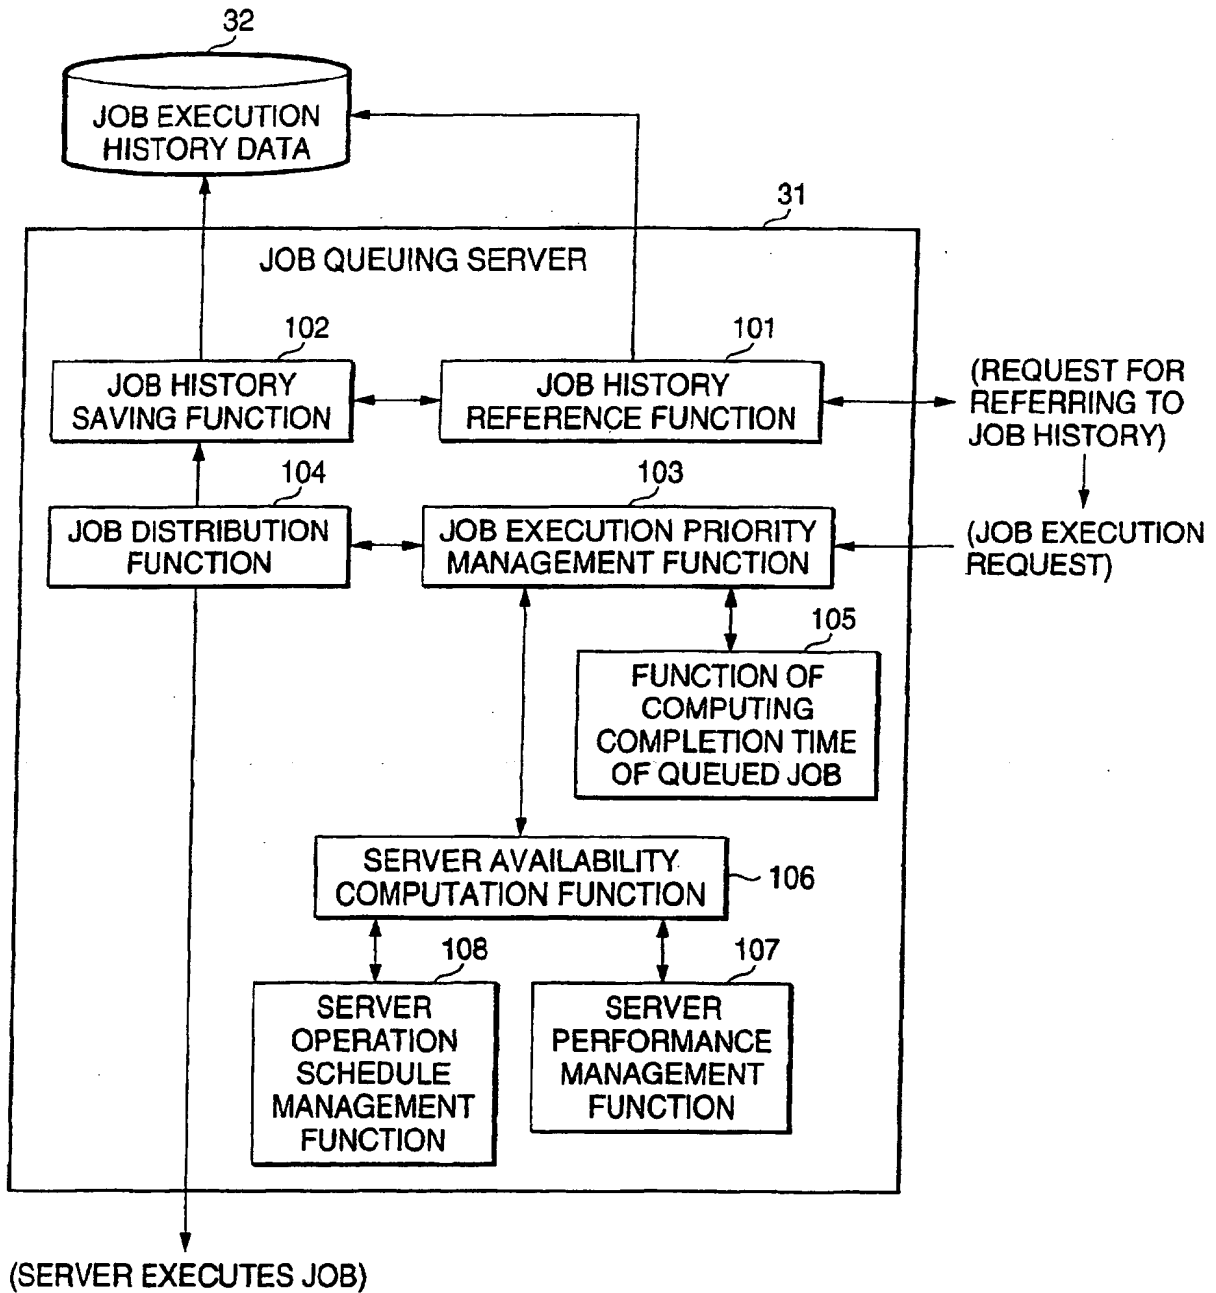 32
JOB EXECUTION
HISTORY DATA
31
JOB QUEUING SERVER
102
JOB HISTORY
SAVING FUNCTION
101
JOB HISTORY
REFERENCE FUNCTION
(REQUEST FOR
REFERRING TO
JOB HISTORY)
104
JOB DISTRIBUTION
FUNCTION
103
JOB EXECUTION PRIORITY
MANAGEMENT FUNCTION
(JOB EXECUTION
REQUEST)
105
FUNCTION OF
COMPUTING
COMPLETION TIME
OF QUEUED JOB
SERVER AVAILABILITY
COMPUTATION FUNCTION
106
108
SERVER
OPERATION
SCHEDULE
MANAGEMENT
FUNCTION
107
SERVER
PERFORMANCE
MANAGEMENT
FUNCTION
(SERVER EXECUTES JOB)